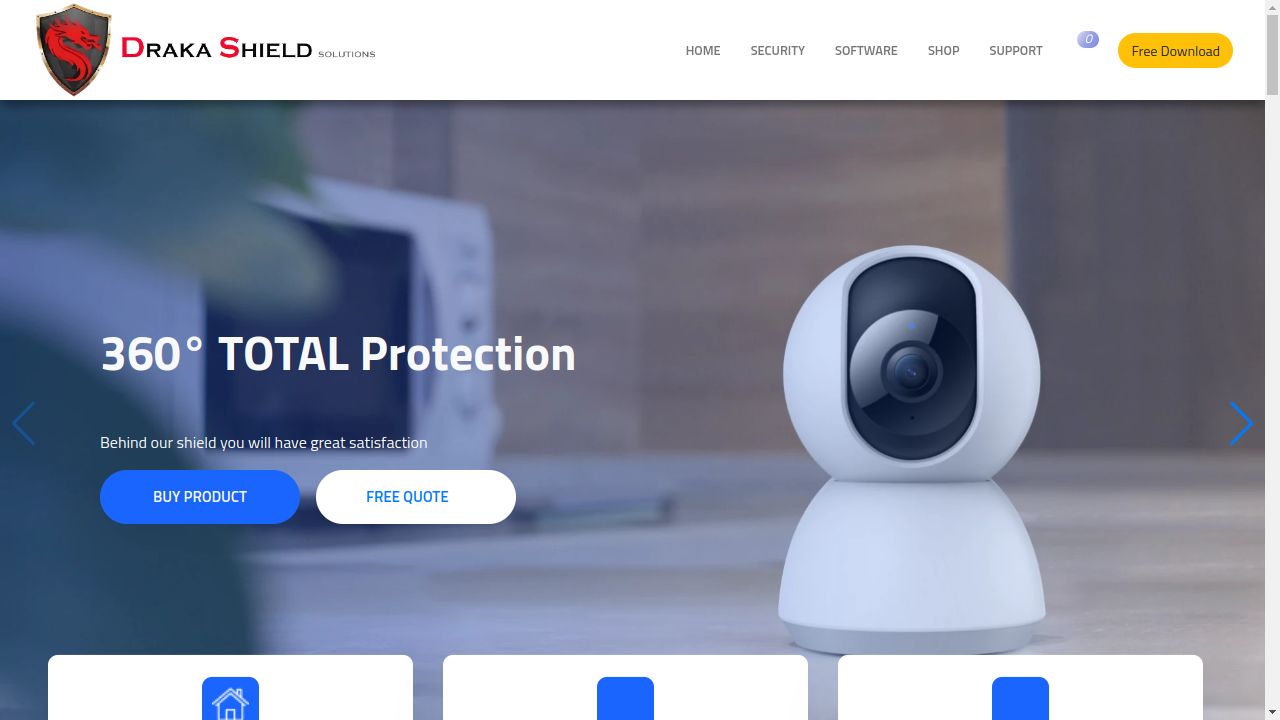 DRAKA SHIELD SOLUTIONS
HOME
SECURITY
SOFTWARE
SHOP
SUPPORT
0
Free Download
360° TOTAL Protection
Behind our shield you will have great satisfaction
BUY PRODUCT
FREE QUOTE